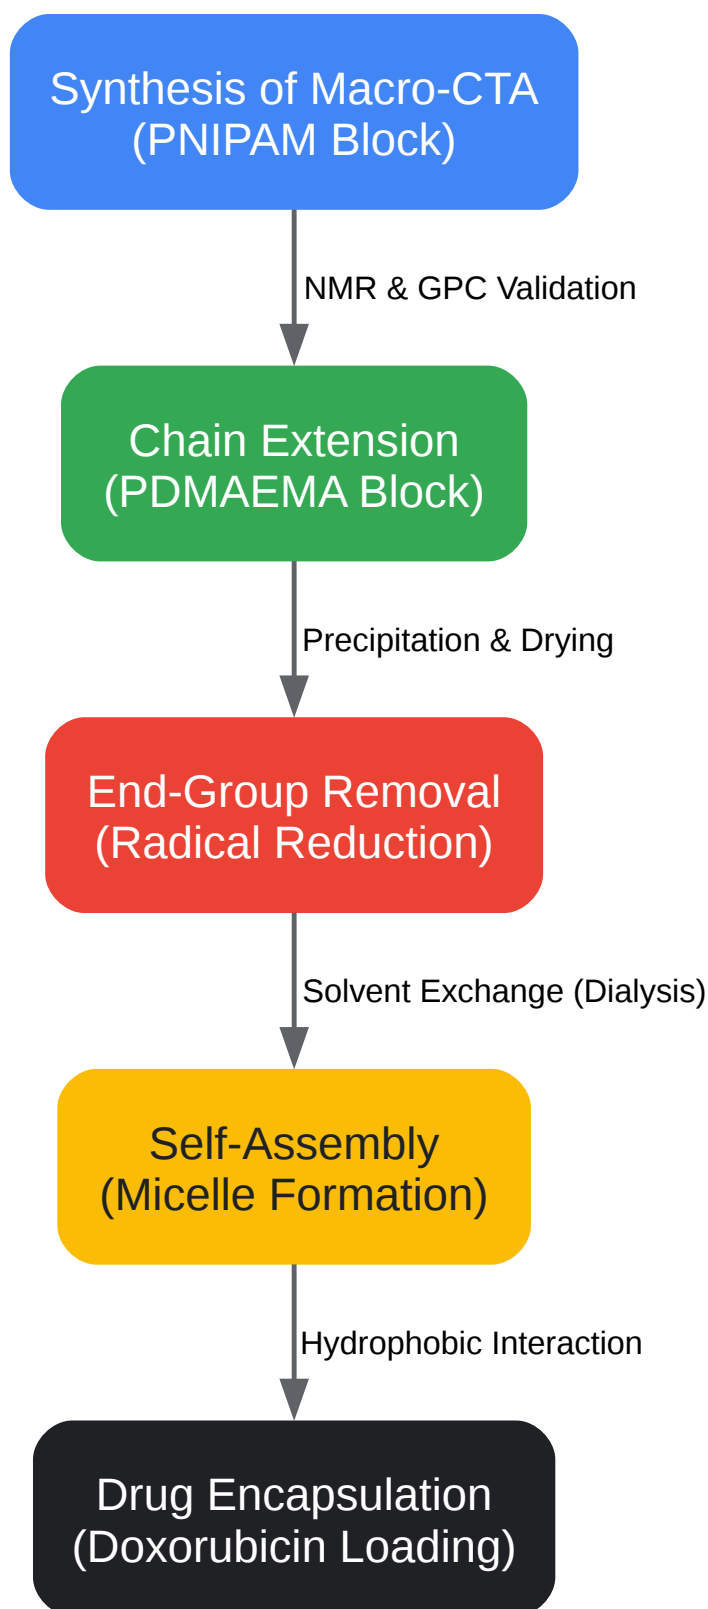 Synthesis of Macro-CTA
(PNIPAM Block)
NMR & GPC Validation
Chain Extension
(PDMAEMA Block)
Precipitation & Drying
End-Group Removal
(Radical Reduction)
Solvent Exchange (Dialysis)
Self-Assembly
(Micelle Formation)
Hydrophobic Interaction
Drug Encapsulation
(Doxorubicin Loading)